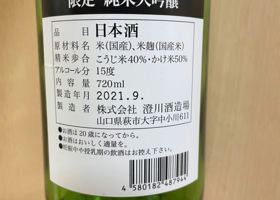 限定 純米大吟醸
品目 日本酒
原材料名 米(国産)、米麹(国産米)
精米歩合 こうじ米40%・かけ米50%
アルコール分 15度
内容量 720ml
製造年月 2021.9.
製造者 株式会社 澄川酒造場
山口県萩市大字中小川611
●お酒は20歳になってから。
●お酒はおいしく適量を。
●妊娠中や授乳期の飲酒はお控え下さい。
4 580182 487944